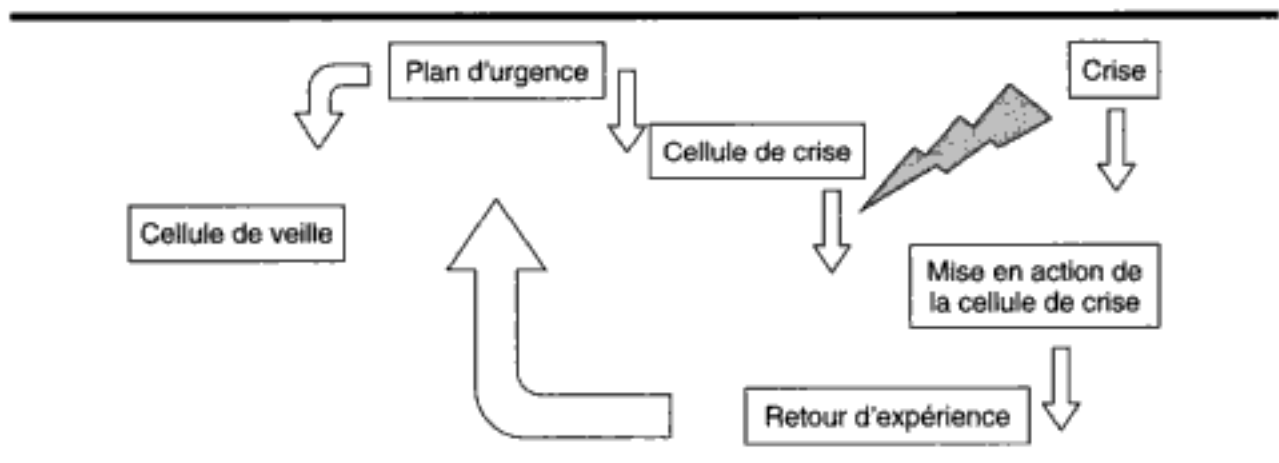 Plan d'urgence
Crise
Cellule de crise
Cellule de veille
Mise en action de
la cellule de crise
Retour d'expérience